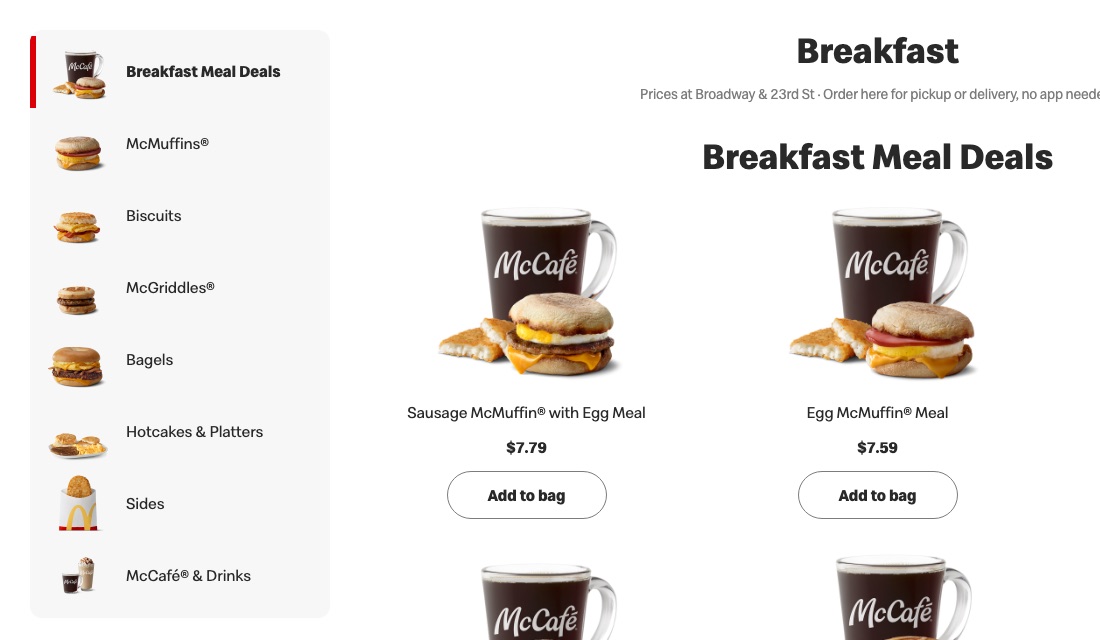 Breakfast Meal Deals
McMuffins®
Biscuits
McGriddles®
Bagels
Hotcakes & Platters
Sides
McCafé® & Drinks
Breakfast
Prices at Broadway & 23rd St · Order here for pickup or delivery, no app neede
Breakfast Meal Deals
McCafé
McCafé
Sausage McMuffin® with Egg Meal
Egg McMuffin® Meal
$7.79
$7.59
Add to bag
Add to bag
McCafé
McCafé